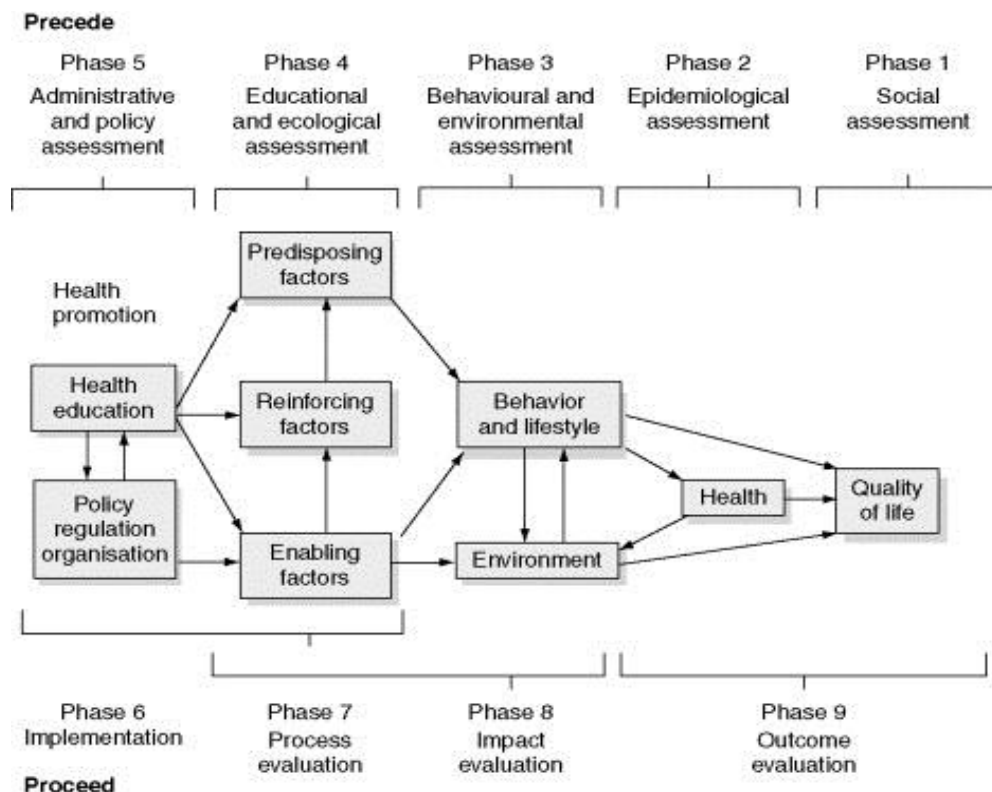 Precede
Phase 5
Administrative
and policy
assessment
Phase 4
Educational
and ecological
assessment
Phase 3
Behavioural and
environmental
assessment
Phase 2
Epidemiological
assessment
Phase 1
Social
assessment
Predisposing
factors
Health
promotion
Health
education
Reinforcing
factors
Behavior
and lifestyle
Policy
regulation
organisation
Enabling
factors
Environment
Health
Quality
of life
Phase 6
Implementation
Phase 7
Process
evaluation
Phase 8
Impact
evaluation
Phase 9
Outcome
evaluation
Proceed